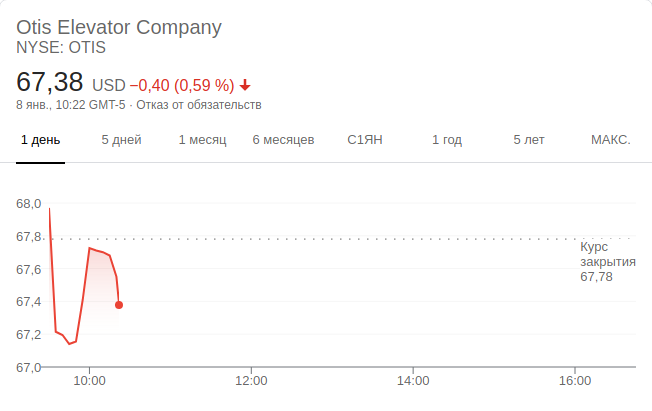 Otis Elevator Company
NYSE: OTIS
67,38 USD −0,40 (0,59 %)
8 янв., 10:22 GMT-5 · Отказ от обязательств
1 день 5 дней 1 месяц 6 месяцев С1ЯН 1 год 5 лет МАКС.
68,0
67,8
Курс
закрытия
67,78
67,6
67,4
67,2
67,0
10:00 12:00 14:00 16:00